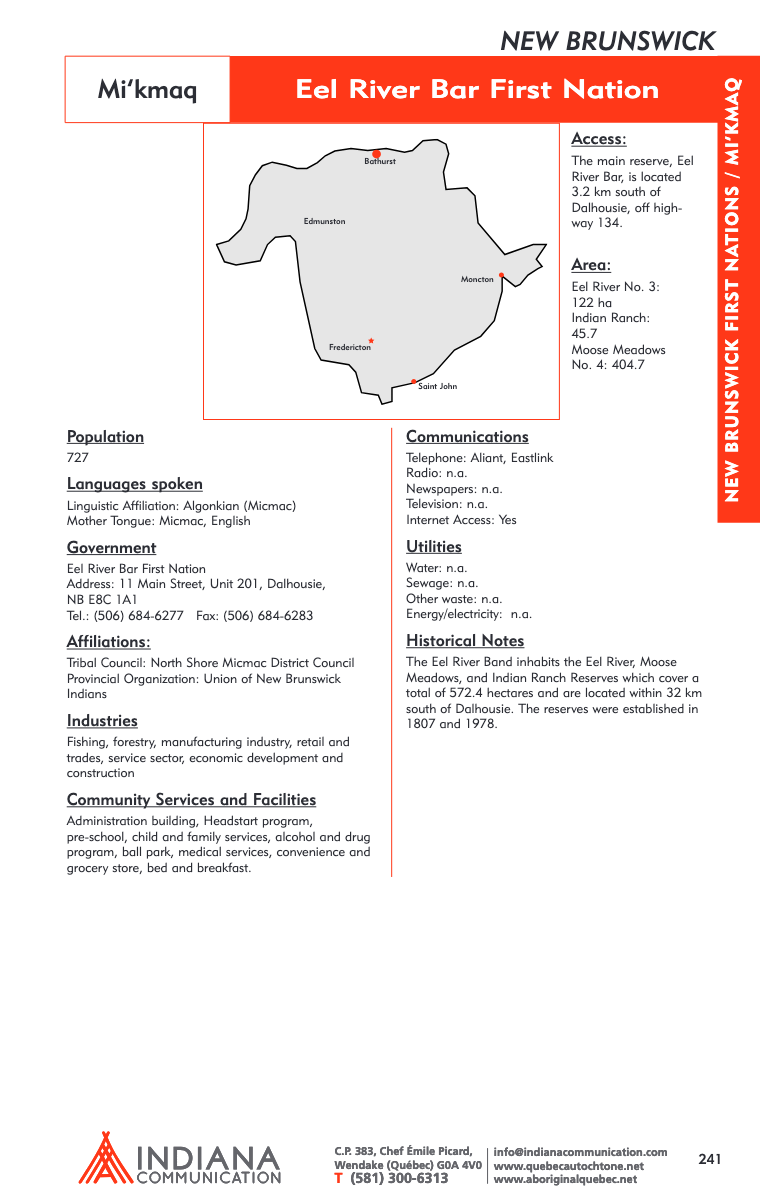 NEW BRUNSWICK
Mi‘kmaq
Eel River Bar First Nation
NEW BRUNSWICK FIRST NATIONS / MI‘KMAQ
Bathurst
Edmunston
Moncton
Fredericton
Saint John
Access:
The main reserve, Eel
River Bar, is located
3.2 km south of
Dalhousie, off high-
way 134.
Area:
Eel River No. 3:
122 ha
Indian Ranch:
45.7
Moose Meadows
No. 4: 404.7
Population
727
Languages spoken
Linguistic Affiliation: Algonkian (Micmac)
Mother Tongue: Micmac, English
Government
Eel River Bar First Nation
Address: 11 Main Street, Unit 201, Dalhousie,
NB E8C 1A1
Tel.: (506) 684-6277 Fax: (506) 684-6283
Affiliations:
Tribal Council: North Shore Micmac District Council
Provincial Organization: Union of New Brunswick
Indians
Industries
Fishing, forestry, manufacturing industry, retail and
trades, service sector, economic development and
construction
Community Services and Facilities
Administration building, Headstart program,
pre-school, child and family services, alcohol and drug
program, ball park, medical services, convenience and
grocery store, bed and breakfast.
Communications
Telephone: Aliant, Eastlink
Radio: n.a.
Newspapers: n.a.
Television: n.a.
Internet Access: Yes
Utilities
Water: n.a.
Sewage: n.a.
Other waste: n.a.
Energy/electricity: n.a.
Historical Notes
The Eel River Band inhabits the Eel River, Moose
Meadows, and Indian Ranch Reserves which cover a
total of 572.4 hectares and are located within 32 km
south of Dalhousie. The reserves were established in
1807 and 1978.
INDIANA
COMMUNICATION
C.P. 383, Chef Émile Picard,
Wendake (Québec) G0A 4V0
T (581) 300-6313
info@indianacommunication.com
www.quebecautochtone.net
www.aboriginalquebec.net
241